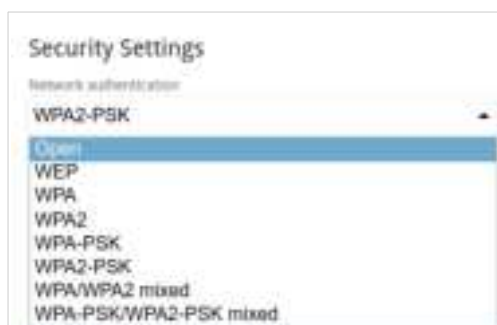 Security Settings
Network authentication
WPA2-PSK
Open
WEP
WPA
WPA2
WPA-PSK
WPA2-PSK
WPA/WPA2 mixed
WPA-PSK/WPA2-PSK mixed